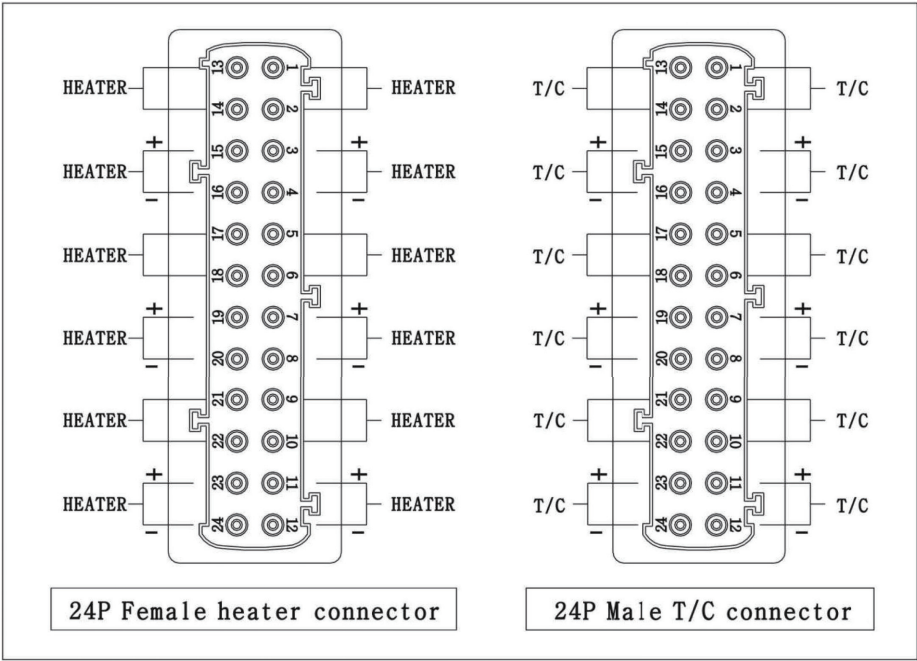 13 1 13 1
HEATER HEATER T/C T/C
14 2 14 2
+ 15 3 + + 15 3 +
HEATER HEATER T/C T/C
- 16 4 - - 16 4 -
17 5 17 5
HEATER HEATER T/C T/C
18 6 18 6
+ 19 7 + + 19 7 +
HEATER HEATER T/C T/C
- 20 8 - - 20 8 -
21 9 21 9
HEATER HEATER T/C T/C
22 10 22 10
+ 23 11 + + 23 11 +
HEATER HEATER T/C T/C
- 24 12 - - 24 12 -
24P Female heater connector
24P Male T/C connector